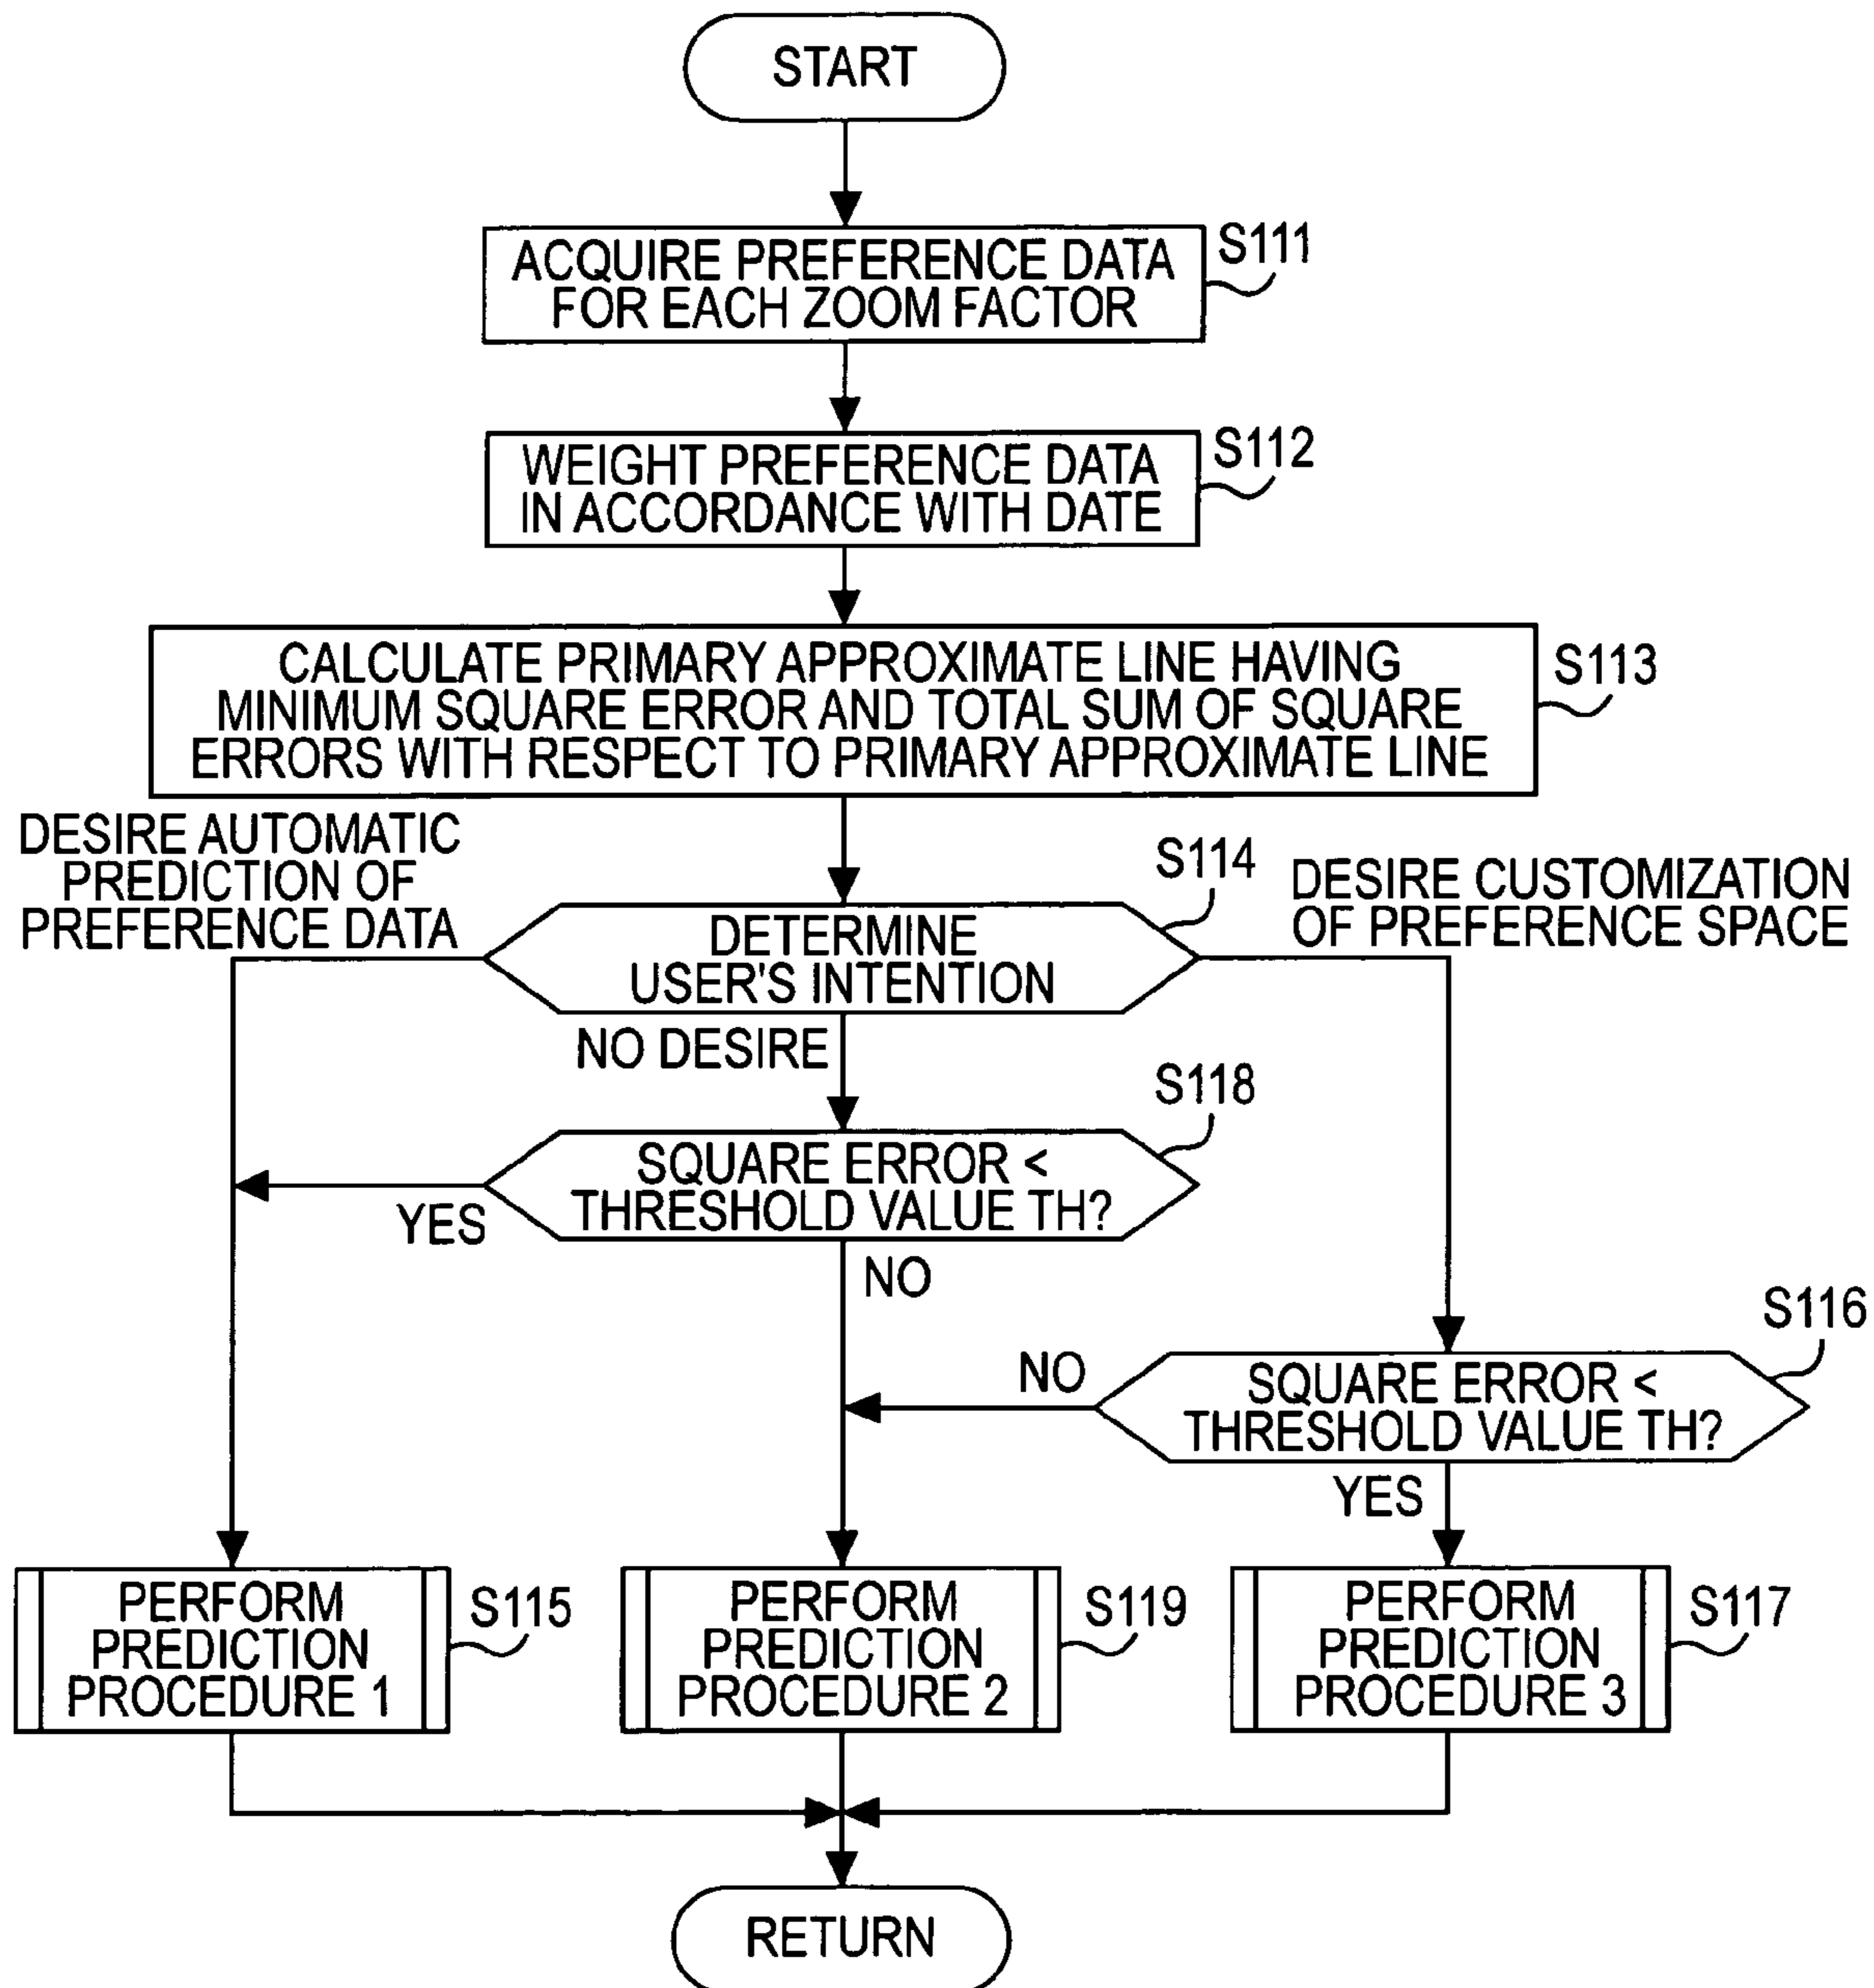 START
ACQUIRE PREFERENCE DATA
FOR EACH ZOOM FACTOR
S111
WEIGHT PREFERENCE DATA
IN ACCORDANCE WITH DATE
S112
CALCULATE PRIMARY APPROXIMATE LINE HAVING
MINIMUM SQUARE ERROR AND TOTAL SUM OF SQUARE
ERRORS WITH RESPECT TO PRIMARY APPROXIMATE LINE
S113
DESIRE AUTOMATIC
PREDICTION OF
PREFERENCE DATA
S114
DETERMINE
USER'S INTENTION
DESIRE CUSTOMIZATION
OF PREFERENCE SPACE
NO DESIRE
S118
SQUARE ERROR <
THRESHOLD VALUE TH?
YES
NO
S116
NO
SQUARE ERROR <
THRESHOLD VALUE TH?
YES
PERFORM
PREDICTION
PROCEDURE 1
S115
PERFORM
PREDICTION
PROCEDURE 2
S119
PERFORM
PREDICTION
PROCEDURE 3
S117
RETURN